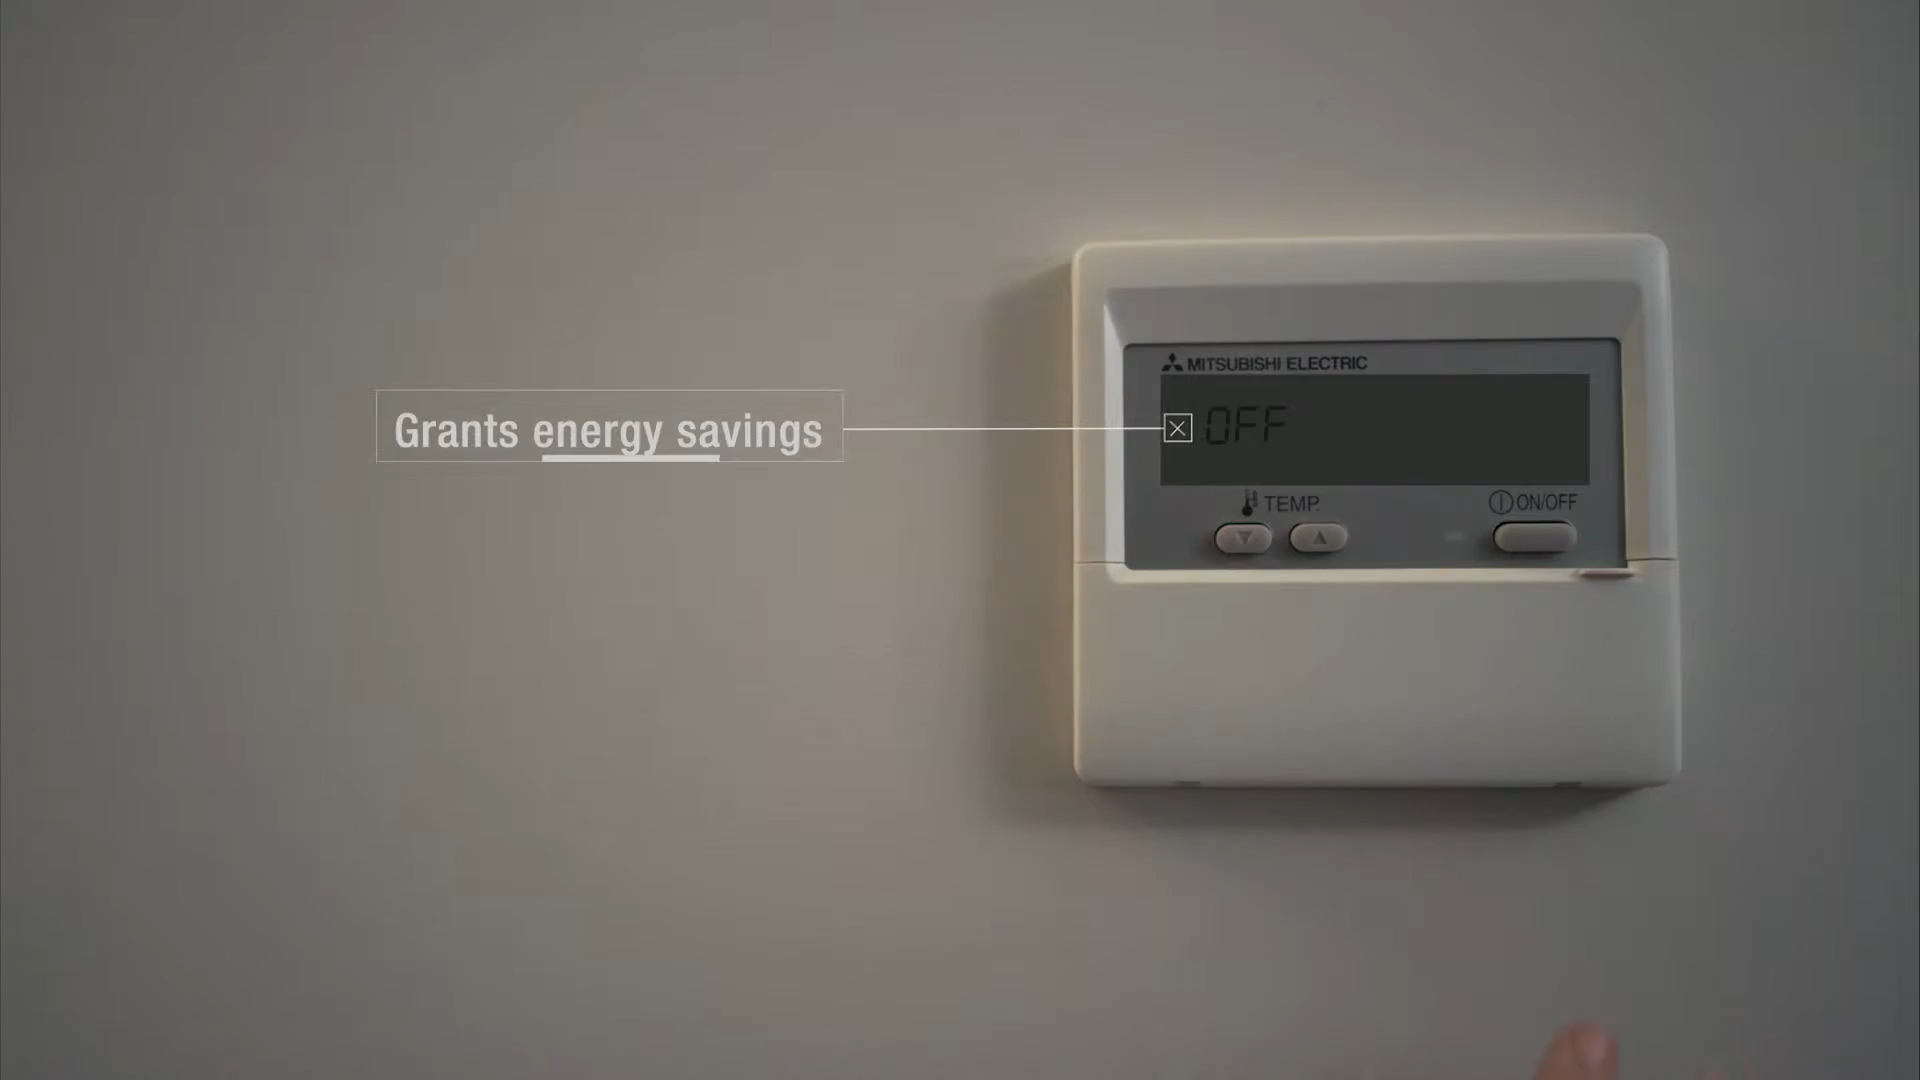 MITSUBISHI ELECTRIC
Grants energy savings
OFF
TEMP.
ON/OFF